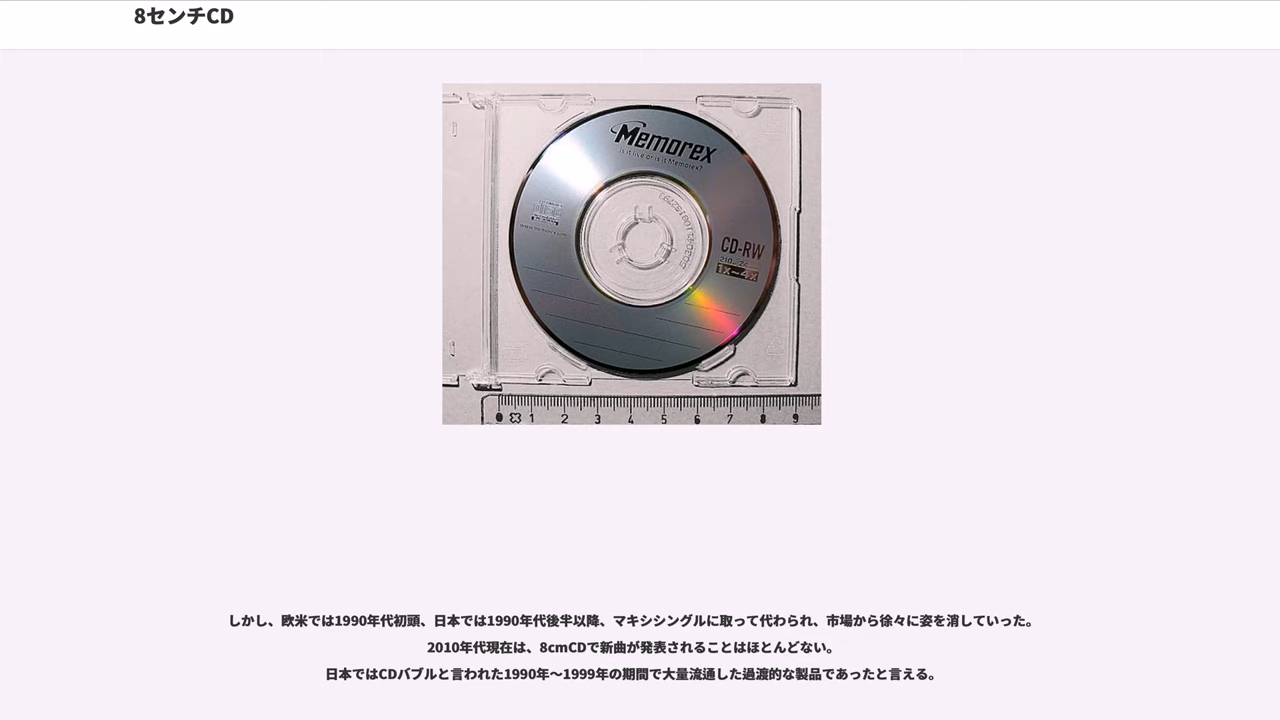 8センチCD
Memorex
Is it live or is it Memorex?
CD-RW
1x~4x
0 1 2 3 4 5 6 7 8 9
しかし、欧米では1990年代初頭、日本では1990年代後半以降、マキシシングルに取って代わられ、市場から徐々に姿を消していった。
2010年代現在は、8cmCDで新曲が発表されることはほとんどない。
日本ではCDバブルと言われた1990年〜1999年の期間で大量流通した過渡的な製品であったと言える。